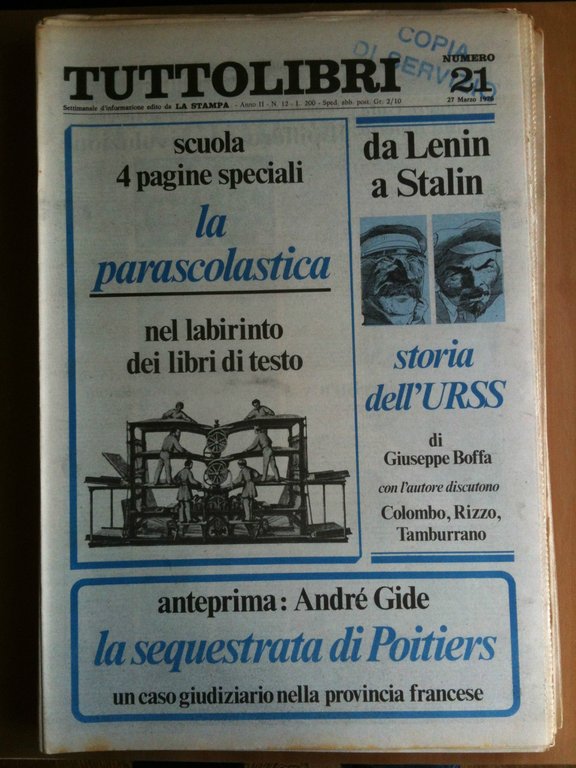 COPIA
DI SERVIZIO
TUTTOLIBRI
NUMERO
21
Settimanale d'informazione edito da LA STAMPA - Anno II - N. 12 - L. 200 - Sped. abb. post. Gr. 2/10
27 Marzo 1976
scuola
4 pagine speciali
la
parascolastica
nel labirinto
dei libri di testo
da Lenin
a Stalin
storia
dell'URSS
di
Giuseppe Boffa
con l'autore discutono
Colombo, Rizzo,
Tamburrano
anteprima: André Gide
la sequestrata di Poitiers
un caso giudiziario nella provincia francese